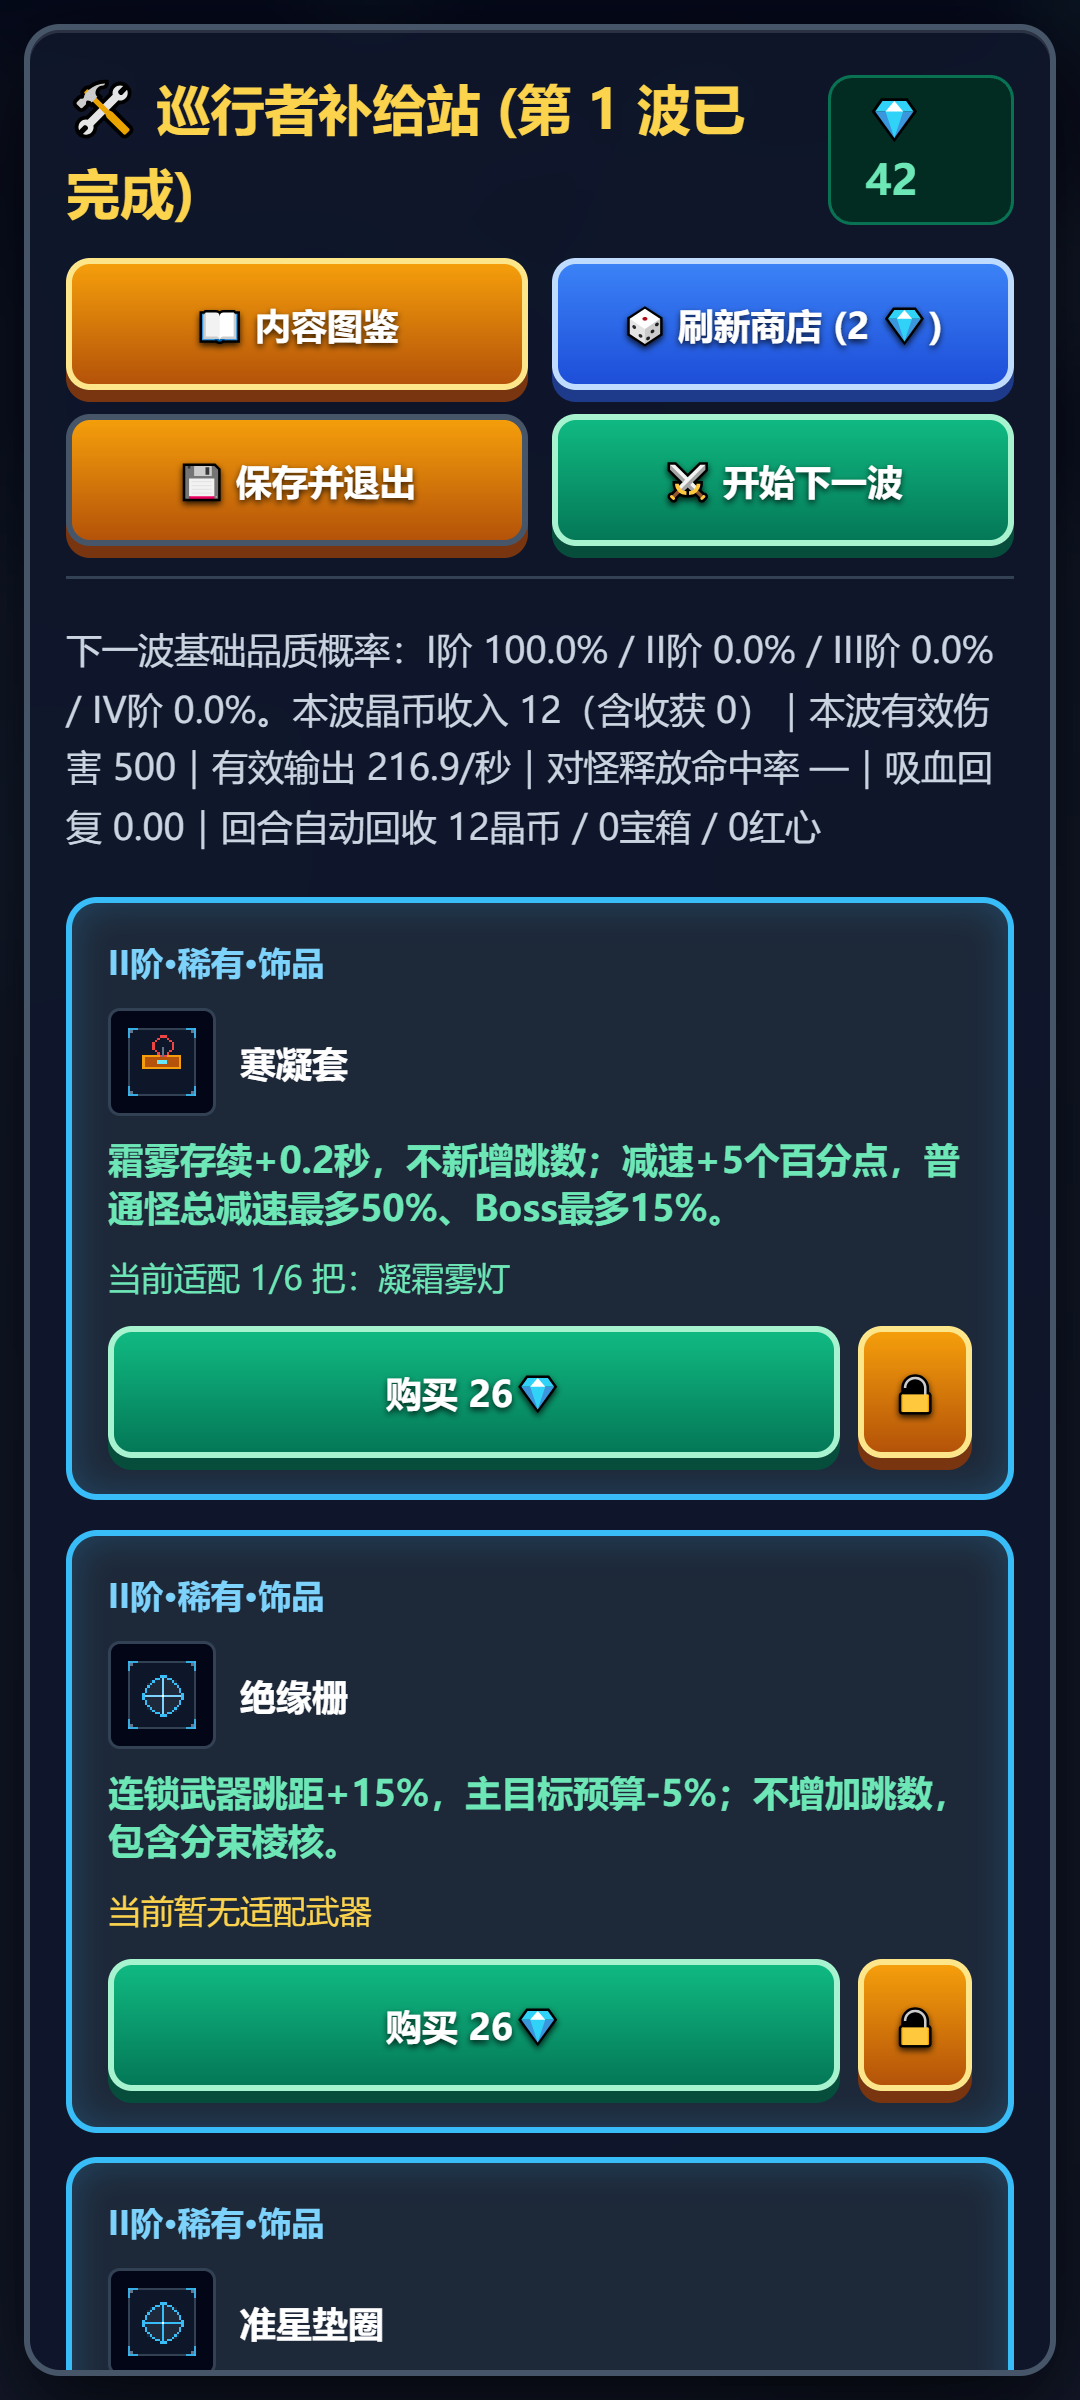 巡行者补给站 (第 1 波已
完成)
42
内容图鉴
刷新商店 (2 )
保存并退出
开始下一波
下一波基础品质概率：I阶 100.0% / II阶 0.0% / III阶 0.0%
/ IV阶 0.0%。本波晶币收入 12（含收获 0）｜本波有效伤
害 500｜有效输出 216.9/秒｜对怪释放命中率 —｜吸血回
复 0.00｜回合自动回收 12晶币 / 0宝箱 / 0红心
II阶·稀有·饰品
寒凝套
霜雾存续+0.2秒，不新增跳数；减速+5个百分点，普
通怪总减速最多50%、Boss最多15%。
当前适配 1/6 把：凝霜雾灯
购买 26
II阶·稀有·饰品
绝缘栅
连锁武器跳距+15%，主目标预算-5%；不增加跳数，
包含分束棱核。
当前暂无适配武器
购买 26
II阶·稀有·饰品
准星垫圈